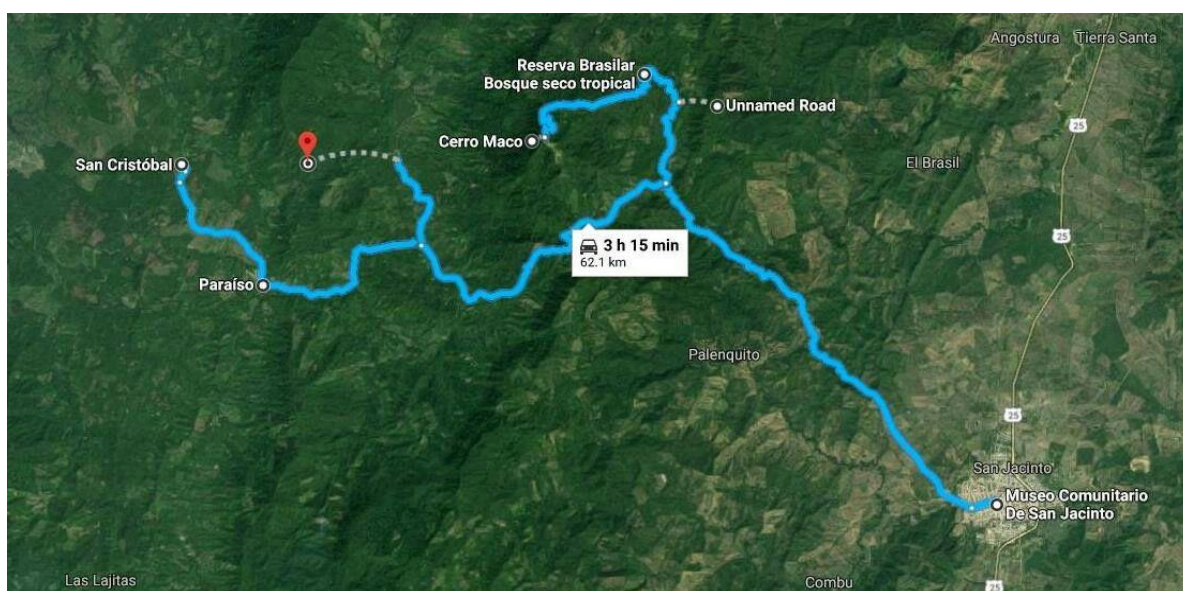 Angostura
Tierra Santa
Reserva Brasilar
Bosque seco tropical
Unnamed Road
25
Cerro Maco
San Cristóbal
El Brasil
25
3 h 15 min
62.1 km
Paraíso
Palenquito
25
San Jacinto
Museo Comunitario
De San Jacinto
Las Lajitas
Combu
25